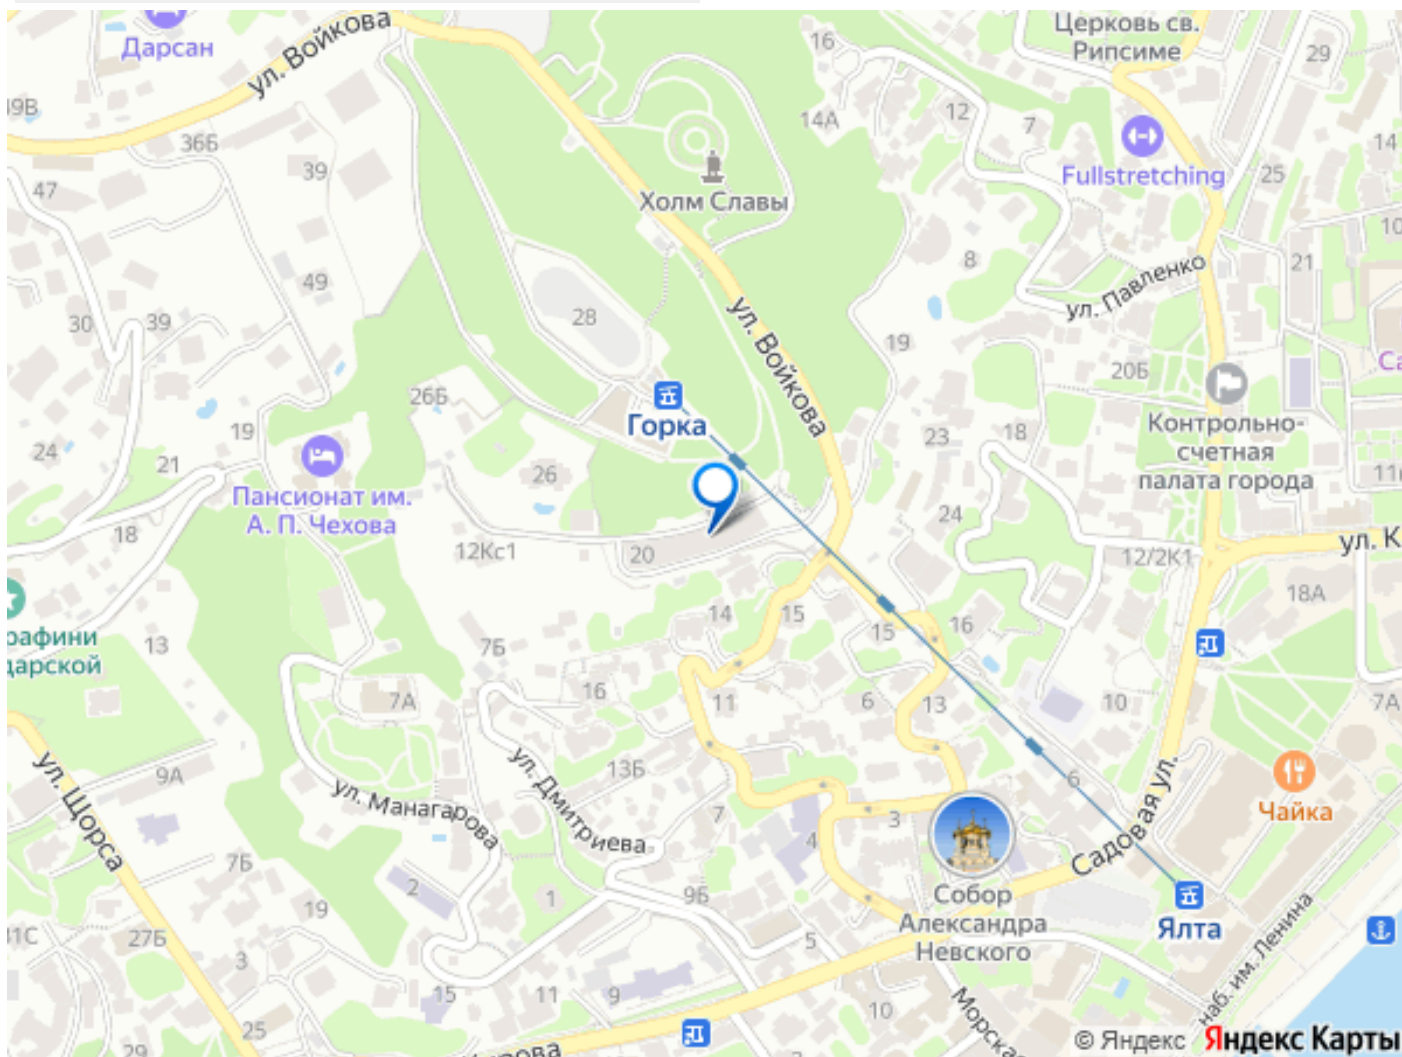 Церковь св.
Рипсиме
Дарсан
ул. Войкова
16
29
39В
36Б
14А
12
7
14
39
Fullstretching
25
47
Холм Славы
10
49
8
21
ул. Павленко
30
39
28
ул. Войкова
19
20Б
26Б
Горка
Контрольно-
счетная
палата города
19
23
18
24
21
26
Пансионат им.
А. П. Чехова
24
18
12Кс1
20
12/2К1
ул. К
18А
14
15
15
16
13
7Б
16
7А
11
6
13
10
7А
ул. Щорса
9А
ул. Манагарова
ул. Дмитриева
13Б
7
4
3
6
Садовая ул.
Чайка
7Б
2
1
9Б
Собор
Александра
Невского
Ялта
19
27Б
3
5
15
11
9
10
25
29
Морская
наб. им. Ленина
© Яндекс Яндекс Карты